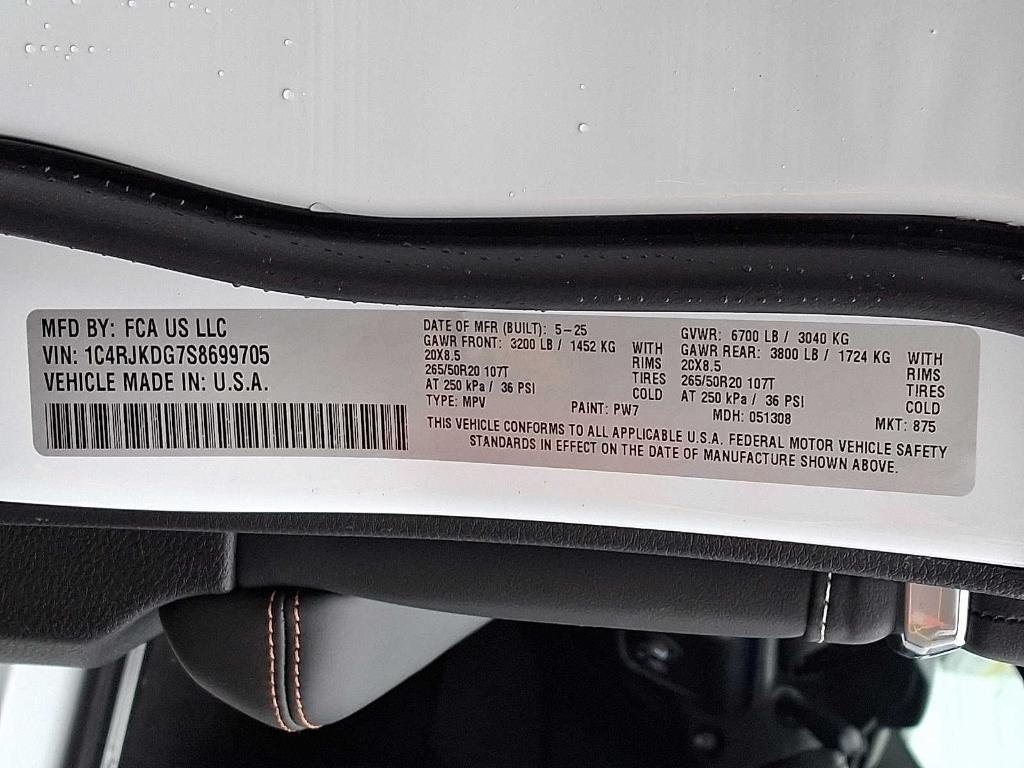 MFD BY: FCA US LLC
VIN: 1C4RJKDG7S8699705
VEHICLE MADE IN: U.S.A.
DATE OF MFR (BUILT): 5-25
GAWR FRONT: 3200 LB / 1452 KG WITH
20X8.5 RIMS
265/50R20 107T TIRES
AT 250 kPa / 36 PSI COLD
TYPE: MPV PAINT: PW7
GVWR: 6700 LB / 3040 KG
GAWR REAR: 3800 LB / 1724 KG WITH
20X8.5 RIMS
265/50R20 107T TIRES
AT 250 kPa / 36 PSI COLD
MDH: 051308 MKT: 875
THIS VEHICLE CONFORMS TO ALL APPLICABLE U.S.A. FEDERAL MOTOR VEHICLE SAFETY
STANDARDS IN EFFECT ON THE DATE OF MANUFACTURE SHOWN ABOVE.